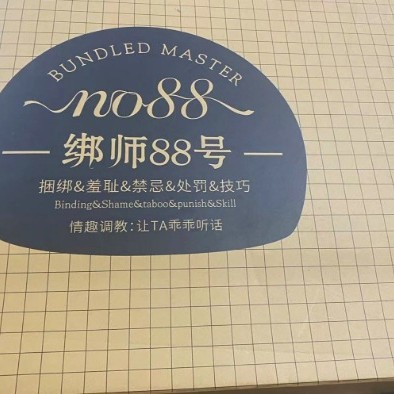 BUNDLED MASTER
no88
绑师88号
捆绑&羞耻&禁忌&处罚&技巧
Binding&Shame&taboo&punish&Skill
情趣调教:让TA乖乖听话